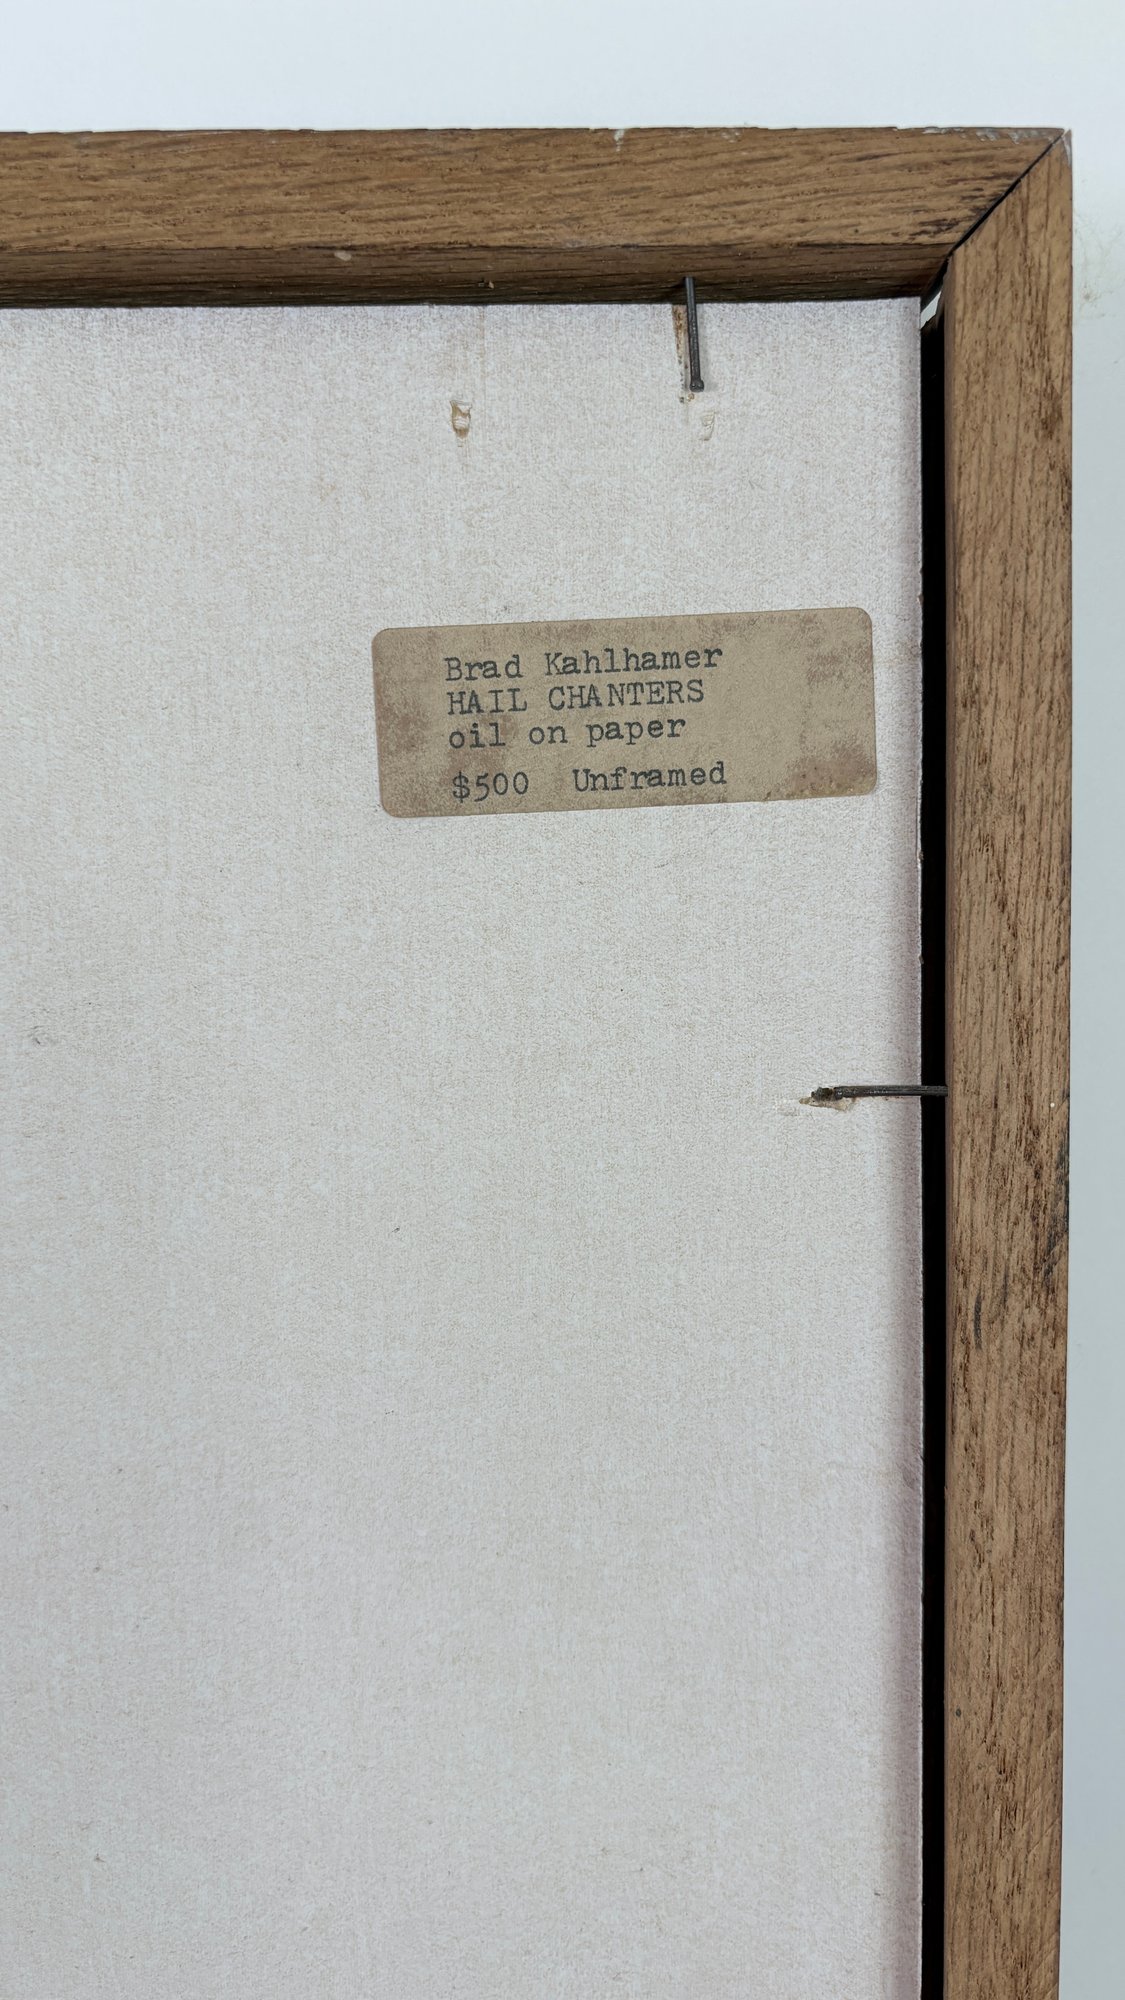 Brad Kahlhamer
HAIL CHANTERS
oil on paper
$500 Unframed